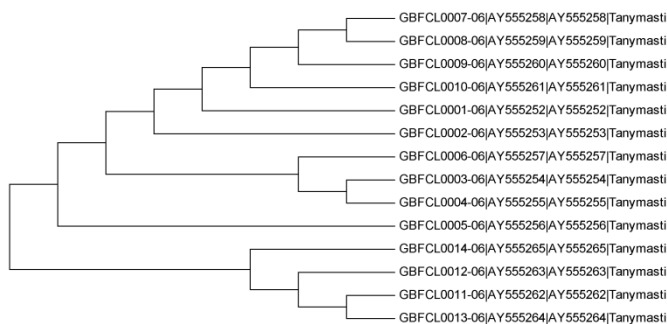 GBFCL0007-06|AY555258|AY555258|Tanymasti
GBFCL0008-06|AY555259|AY555259|Tanymasti
GBFCL0009-06|AY555260|AY555260|Tanymasti
GBFCL0010-06|AY555261|AY555261|Tanymasti
GBFCL0001-06|AY555252|AY555252|Tanymasti
GBFCL0002-06|AY555253|AY555253|Tanymasti
GBFCL0006-06|AY555257|AY555257|Tanymasti
GBFCL0003-06|AY555254|AY555254|Tanymasti
GBFCL0004-06|AY555255|AY555255|Tanymasti
GBFCL0005-06|AY555256|AY555256|Tanymasti
GBFCL0014-06|AY555265|AY555265|Tanymasti
GBFCL0012-06|AY555263|AY555263|Tanymasti
GBFCL0011-06|AY555262|AY555262|Tanymasti
GBFCL0013-06|AY555264|AY555264|Tanymasti